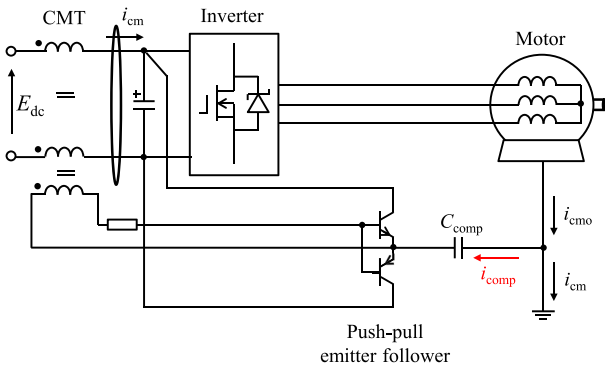 CMT
i_cm
Inverter
Motor
+
E_dc
C_comp
i_cmo
i_comp
i_cm
Push-pull
emitter follower